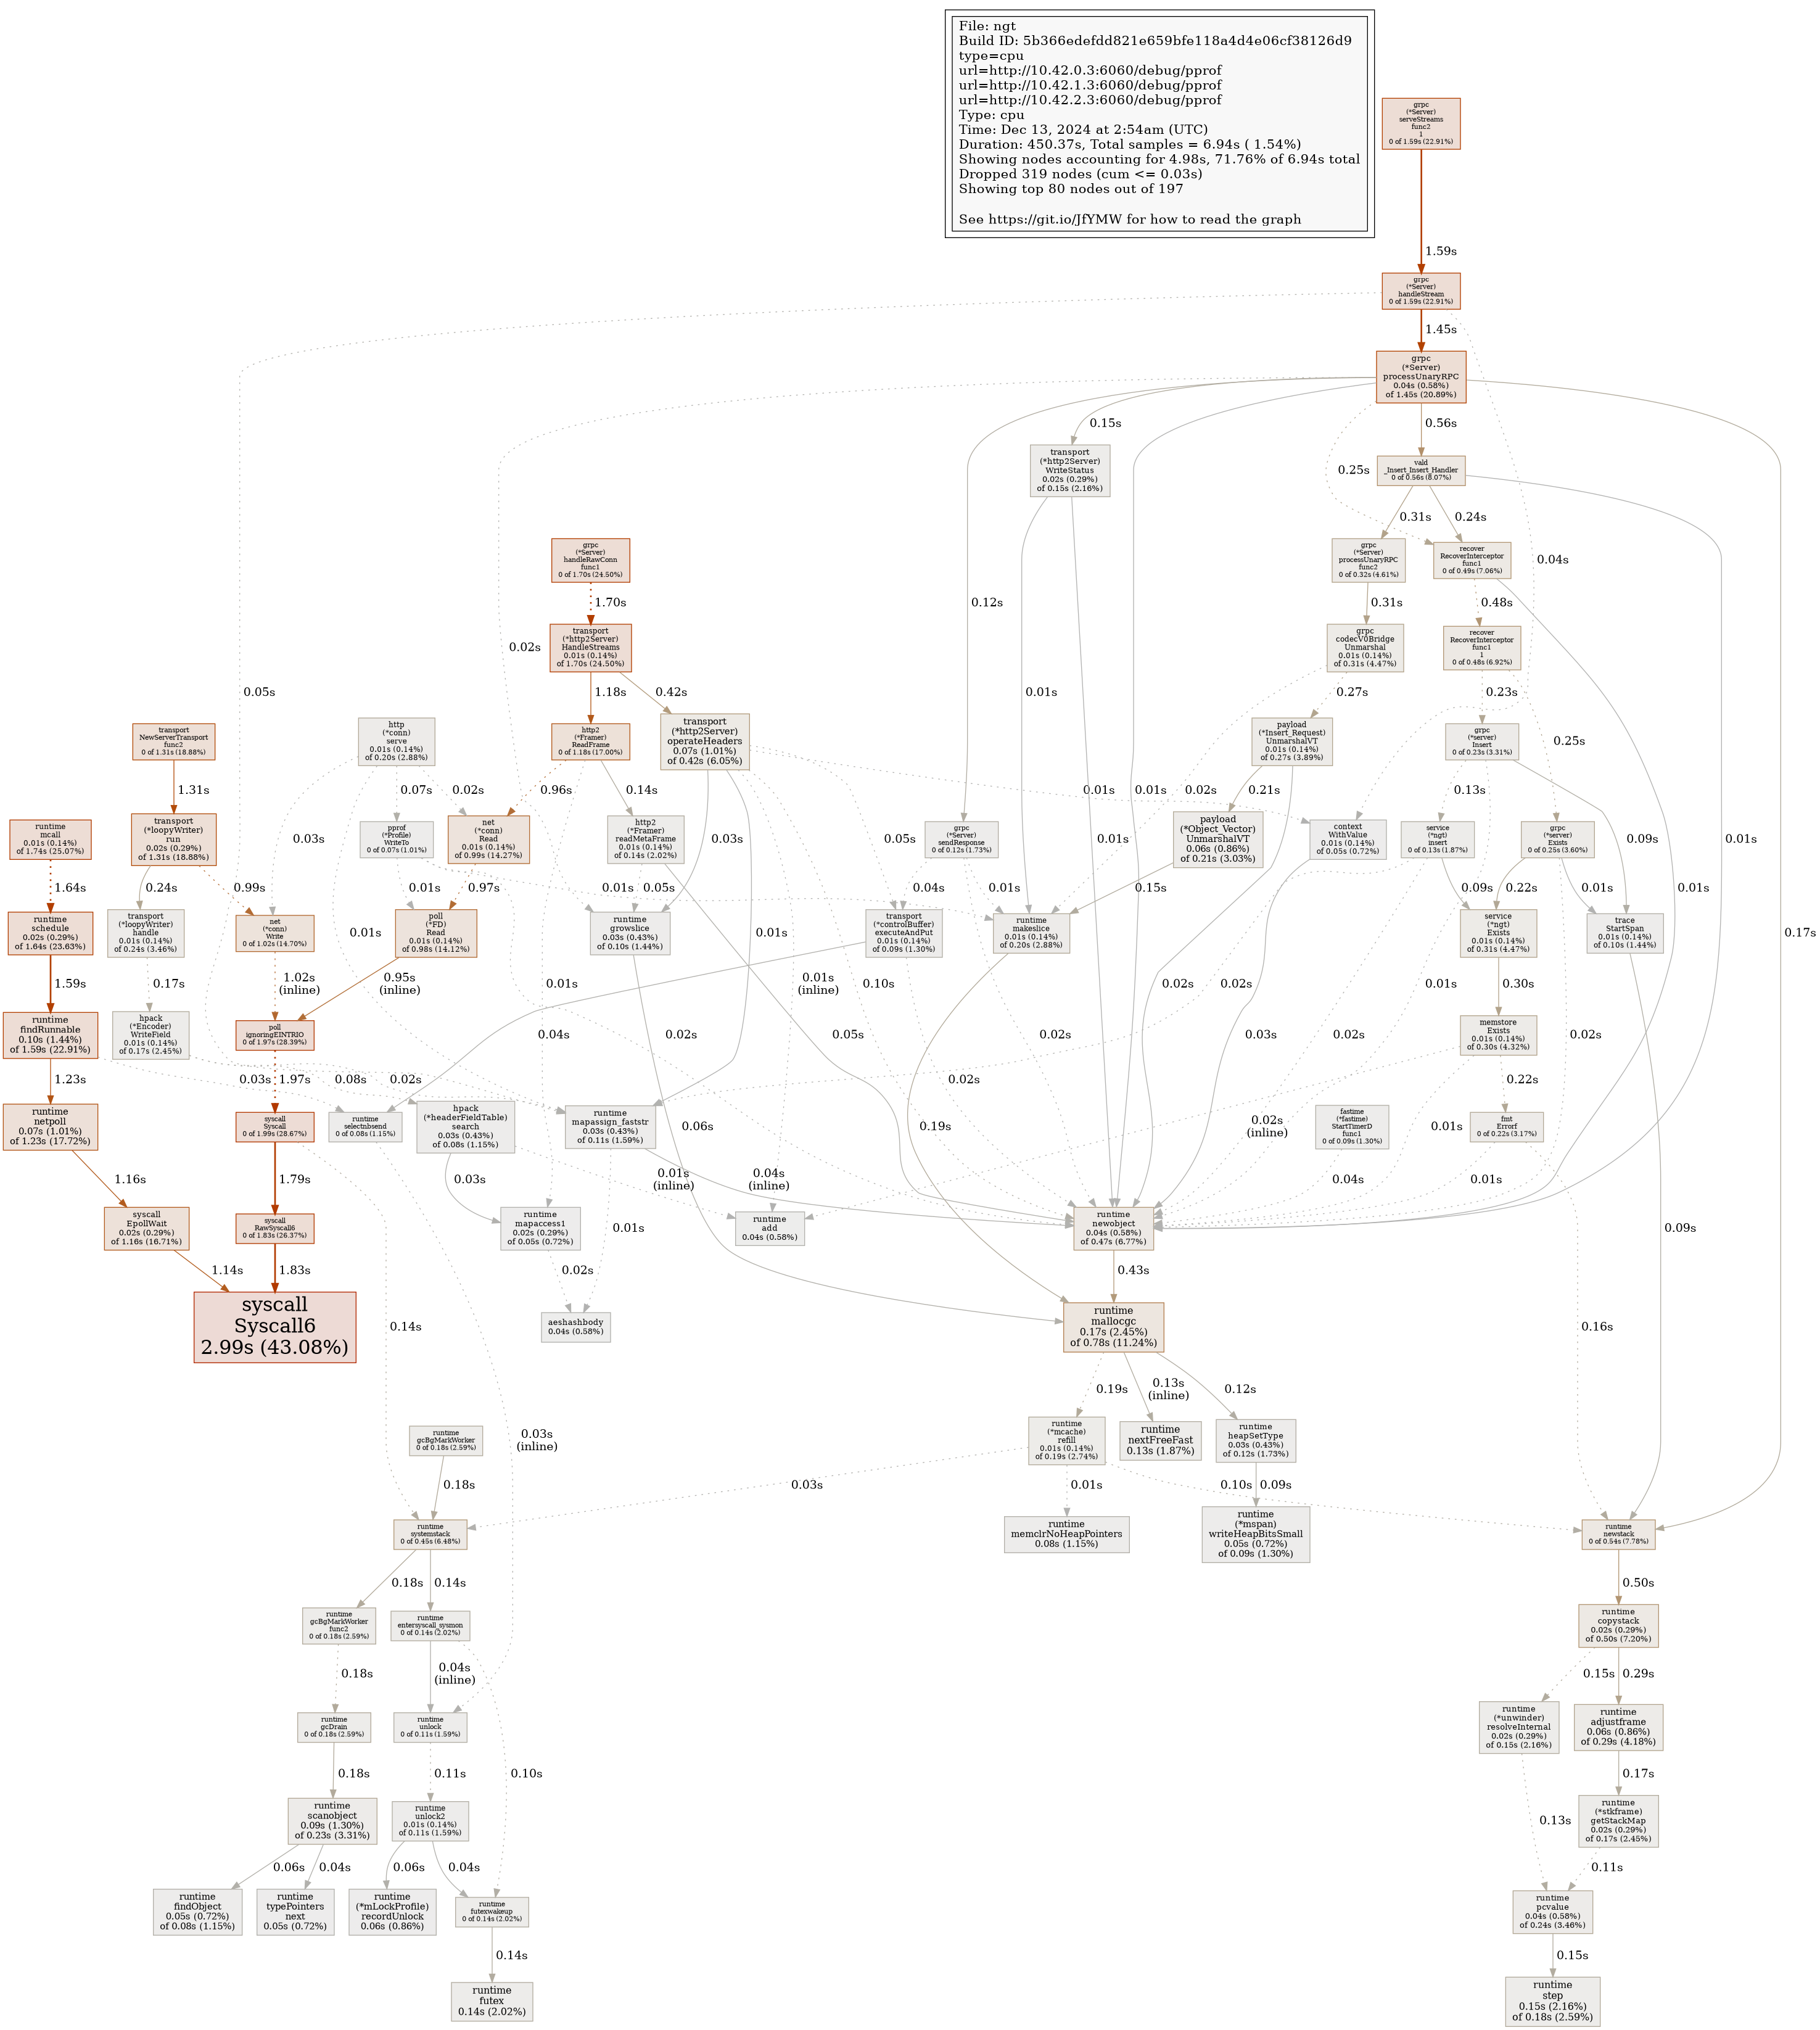 File: ngt
Build ID: 5b366edefdd821e659bfe118a4d4e06cf38126d9
type=cpu
url=http://10.42.0.3:6060/debug/pprof
url=http://10.42.1.3:6060/debug/pprof
url=http://10.42.2.3:6060/debug/pprof
Type: cpu
Time: Dec 13, 2024 at 2:54am (UTC)
Duration: 450.37s, Total samples = 6.94s ( 1.54%)
Showing nodes accounting for 4.98s, 71.76% of 6.94s total
Dropped 319 nodes (cum <= 0.03s)
Showing top 80 nodes out of 197
See https://git.io/JfYMW for how to read the graph
grpc
(*Server)
serveStreams
func2
1
0 of 1.59s (22.91%)
1.59s
grpc
(*Server)
handleStream
0 of 1.59s (22.91%)
1.45s
grpc
(*Server)
processUnaryRPC
0.04s (0.58%)
of 1.45s (20.89%)
0.15s
0.56s
transport
(*http2Server)
WriteStatus
0.02s (0.29%)
of 0.15s (2.16%)
vald
_Insert_Insert_Handler
0 of 0.56s (8.07%)
0.25s
0.31s
0.24s
grpc
(*Server)
handleRawConn
func1
0 of 1.70s (24.50%)
grpc
(*Server)
processUnaryRPC
func2
0 of 0.32s (4.61%)
recover
RecoverInterceptor
func1
0 of 0.49s (7.06%)
0.04s
1.70s
0.12s
0.31s
0.48s
transport
(*http2Server)
HandleStreams
0.01s (0.14%)
of 1.70s (24.50%)
grpc
codecV0Bridge
Unmarshal
0.01s (0.14%)
of 0.31s (4.47%)
recover
RecoverInterceptor
func1
1
0 of 0.48s (6.92%)
0.02s
0.05s
1.18s
0.42s
0.01s
0.27s
0.23s
transport
NewServerTransport
func2
0 of 1.31s (18.88%)
http
(*conn)
serve
0.01s (0.14%)
of 0.20s (2.88%)
http2
(*Framer)
ReadFrame
0 of 1.18s (17.00%)
transport
(*http2Server)
operateHeaders
0.07s (1.01%)
of 0.42s (6.05%)
payload
(*Insert_Request)
UnmarshalVT
0.01s (0.14%)
of 0.27s (3.89%)
grpc
(*server)
Insert
0 of 0.23s (3.31%)
0.25s
1.31s
0.07s
0.02s
0.96s
0.14s
0.01s
0.01s
0.02s
0.21s
0.13s
runtime
mcall
0.01s (0.14%)
of 1.74s (25.07%)
transport
(*loopyWriter)
run
0.02s (0.29%)
of 1.31s (18.88%)
0.03s
pprof
(*Profile)
WriteTo
0 of 0.07s (1.01%)
net
(*conn)
Read
0.01s (0.14%)
of 0.99s (14.27%)
http2
(*Framer)
readMetaFrame
0.01s (0.14%)
of 0.14s (2.02%)
0.03s
0.05s
grpc
(*Server)
sendResponse
0 of 0.12s (1.73%)
0.01s
payload
(*Object_Vector)
UnmarshalVT
0.06s (0.86%)
of 0.21s (3.03%)
context
WithValue
0.01s (0.14%)
of 0.05s (0.72%)
service
(*ngt)
insert
0 of 0.13s (1.87%)
grpc
(*server)
Exists
0 of 0.25s (3.60%)
0.09s
0.01s
1.64s
0.24s
0.99s
0.01s
0.97s
0.05s
0.01s
0.04s
0.01s
0.15s
0.09s
0.22s
0.01s
0.01s
runtime
schedule
0.02s (0.29%)
of 1.64s (23.63%)
transport
(*loopyWriter)
handle
0.01s (0.14%)
of 0.24s (3.46%)
net
(*conn)
Write
0 of 1.02s (14.70%)
0.01s
poll
(*FD)
Read
0.01s (0.14%)
of 0.98s (14.12%)
runtime
growslice
0.03s (0.43%)
of 0.10s (1.44%)
0.01s
transport
(*controlBuffer)
executeAndPut
0.01s (0.14%)
of 0.09s (1.30%)
runtime
makeslice
0.01s (0.14%)
of 0.20s (2.88%)
service
(*ngt)
Exists
0.01s (0.14%)
of 0.31s (4.47%)
trace
StartSpan
0.01s (0.14%)
of 0.10s (1.44%)
0.17s
1.59s
0.17s
1.02s
(inline)
0.95s
(inline)
0.01s
0.01s
(inline)
0.10s
0.02s
0.02s
0.01s
0.30s
runtime
findRunnable
0.10s (1.44%)
of 1.59s (22.91%)
hpack
(*Encoder)
WriteField
0.01s (0.14%)
of 0.17s (2.45%)
poll
ignoringEINTRIO
0 of 1.97s (28.39%)
0.04s
0.02s
0.05s
0.02s
0.03s
0.02s
memstore
Exists
0.01s (0.14%)
of 0.30s (4.32%)
0.02s
1.23s
0.03s
1.97s
0.08s
0.02s
0.02s
0.22s
runtime
netpoll
0.07s (1.01%)
of 1.23s (17.72%)
syscall
Syscall
0 of 1.99s (28.67%)
runtime
selectnbsend
0 of 0.08s (1.15%)
hpack
(*headerFieldTable)
search
0.03s (0.43%)
of 0.08s (1.15%)
runtime
mapassign_faststr
0.03s (0.43%)
of 0.11s (1.59%)
0.06s
0.19s
0.02s
(inline)
fastime
(*fastime)
StartTimerD
func1
0 of 0.09s (1.30%)
0.01s
fmt
Errorf
0 of 0.22s (3.17%)
1.16s
1.79s
0.03s
0.01s
(inline)
0.04s
(inline)
0.04s
0.01s
syscall
EpollWait
0.02s (0.29%)
of 1.16s (16.71%)
syscall
RawSyscall6
0 of 1.83s (26.37%)
runtime
mapaccess1
0.02s (0.29%)
of 0.05s (0.72%)
0.01s
runtime
add
0.04s (0.58%)
runtime
newobject
0.04s (0.58%)
of 0.47s (6.77%)
0.09s
1.14s
1.83s
0.02s
0.43s
syscall
Syscall6
2.99s (43.08%)
0.14s
aeshashbody
0.04s (0.58%)
runtime
mallocgc
0.17s (2.45%)
of 0.78s (11.24%)
0.16s
0.19s
0.13s
(inline)
0.12s
runtime
gcBgMarkWorker
0 of 0.18s (2.59%)
0.03s
(inline)
runtime
(*mcache)
refill
0.01s (0.14%)
of 0.19s (2.74%)
runtime
nextFreeFast
0.13s (1.87%)
runtime
heapSetType
0.03s (0.43%)
of 0.12s (1.73%)
0.18s
0.03s
0.01s
0.10s
0.09s
runtime
systemstack
0 of 0.45s (6.48%)
runtime
memclrNoHeapPointers
0.08s (1.15%)
runtime
(*mspan)
writeHeapBitsSmall
0.05s (0.72%)
of 0.09s (1.30%)
runtime
newstack
0 of 0.54s (7.78%)
0.18s
0.14s
0.50s
runtime
gcBgMarkWorker
func2
0 of 0.18s (2.59%)
runtime
entersyscall_sysmon
0 of 0.14s (2.02%)
runtime
copystack
0.02s (0.29%)
of 0.50s (7.20%)
0.18s
0.04s
(inline)
0.15s
0.29s
runtime
gcDrain
0 of 0.18s (2.59%)
runtime
unlock
0 of 0.11s (1.59%)
runtime
(*unwinder)
resolveInternal
0.02s (0.29%)
of 0.15s (2.16%)
runtime
adjustframe
0.06s (0.86%)
of 0.29s (4.18%)
0.18s
0.11s
0.10s
0.17s
runtime
scanobject
0.09s (1.30%)
of 0.23s (3.31%)
runtime
unlock2
0.01s (0.14%)
of 0.11s (1.59%)
0.13s
runtime
(*stkframe)
getStackMap
0.02s (0.29%)
of 0.17s (2.45%)
0.06s
0.04s
0.06s
0.04s
0.11s
runtime
findObject
0.05s (0.72%)
of 0.08s (1.15%)
runtime
typePointers
next
0.05s (0.72%)
runtime
(*mLockProfile)
recordUnlock
0.06s (0.86%)
runtime
futexwakeup
0 of 0.14s (2.02%)
runtime
pcvalue
0.04s (0.58%)
of 0.24s (3.46%)
0.14s
0.15s
runtime
futex
0.14s (2.02%)
runtime
step
0.15s (2.16%)
of 0.18s (2.59%)